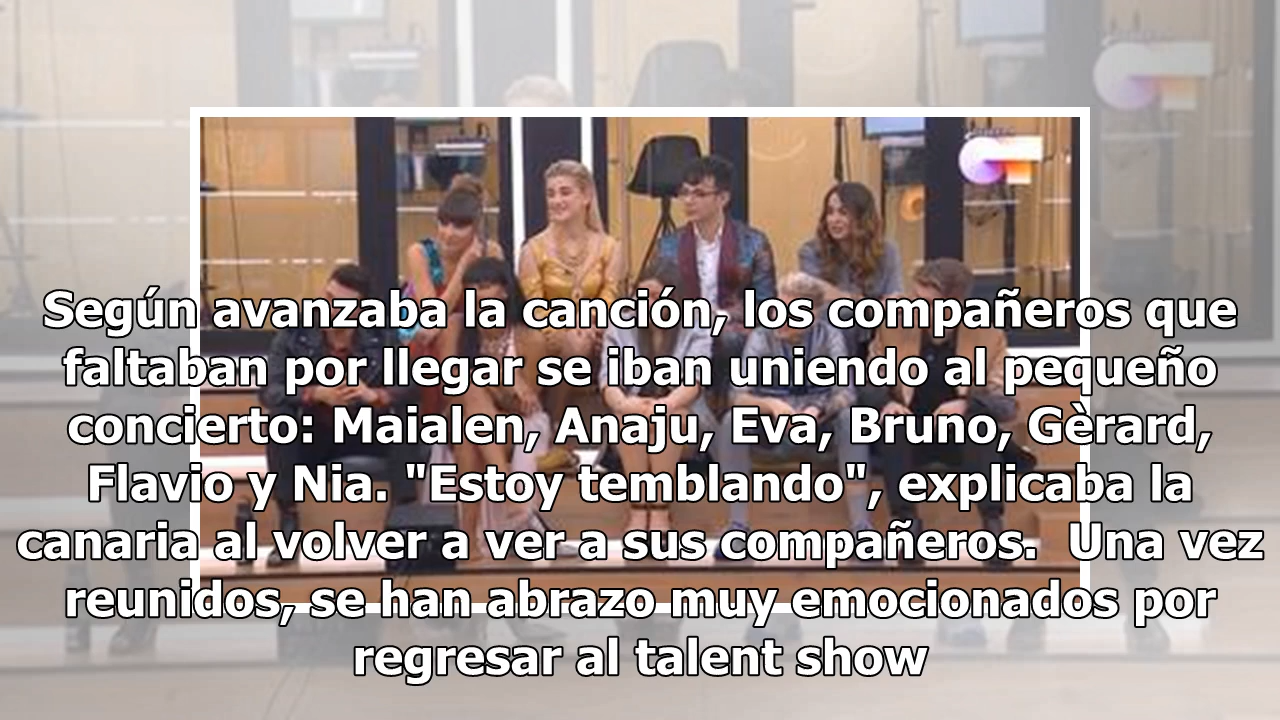 Según avanzaba la canción, los compañeros que
faltaban por llegar se iban uniendo al pequeño
concierto: Maialen, Anaju, Eva, Bruno, Gèrard,
Flavio y Nia. "Estoy temblando", explicaba la
canaria al volver a ver a sus compañeros.  Una vez
reunidos, se han abrazo muy emocionados por
regresar al talent show